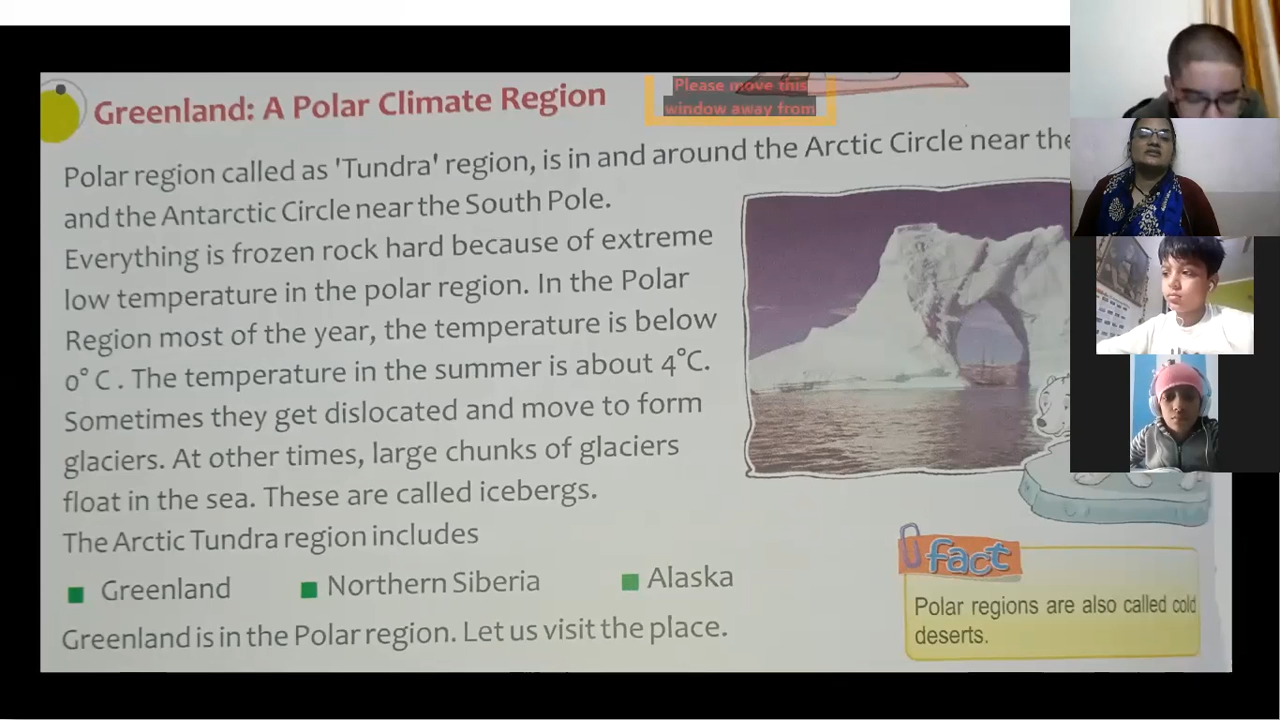 Greenland: A Polar Climate Region
Please move this
window away from
Polar region called as 'Tundra' region, is in and around the Arctic Circle near the
and the Antarctic Circle near the South Pole.
Everything is frozen rock hard because of extreme
low temperature in the polar region. In the Polar
Region most of the year, the temperature is below
0° C. The temperature in the summer is about 4°C.
Sometimes they get dislocated and move to form
glaciers. At other times, large chunks of glaciers
float in the sea. These are called icebergs.
The Arctic Tundra region includes
Greenland Northern Siberia Alaska
Greenland is in the Polar region. Let us visit the place.
fact
Polar regions are also called cold
deserts.